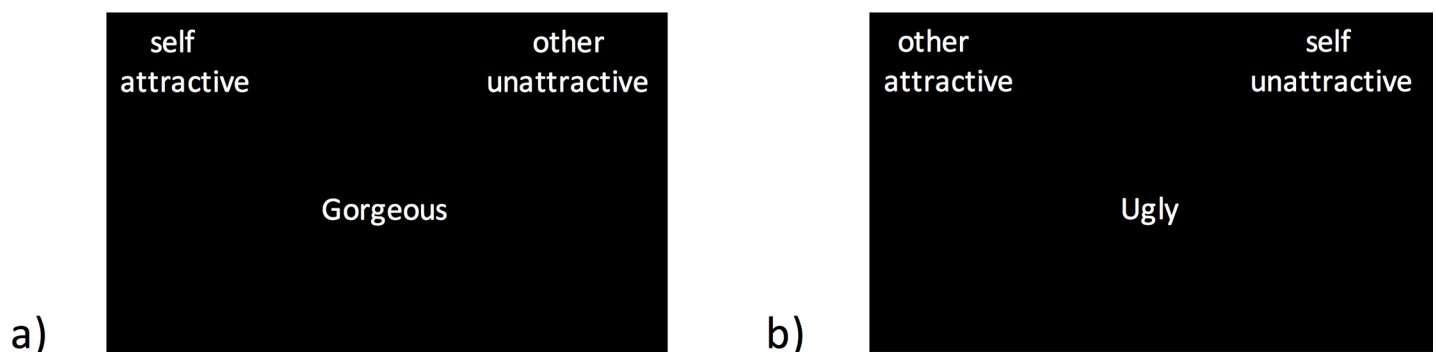 self
attractive
other
unattractive
Gorgeous
a)
other
attractive
self
unattractive
Ugly
b)